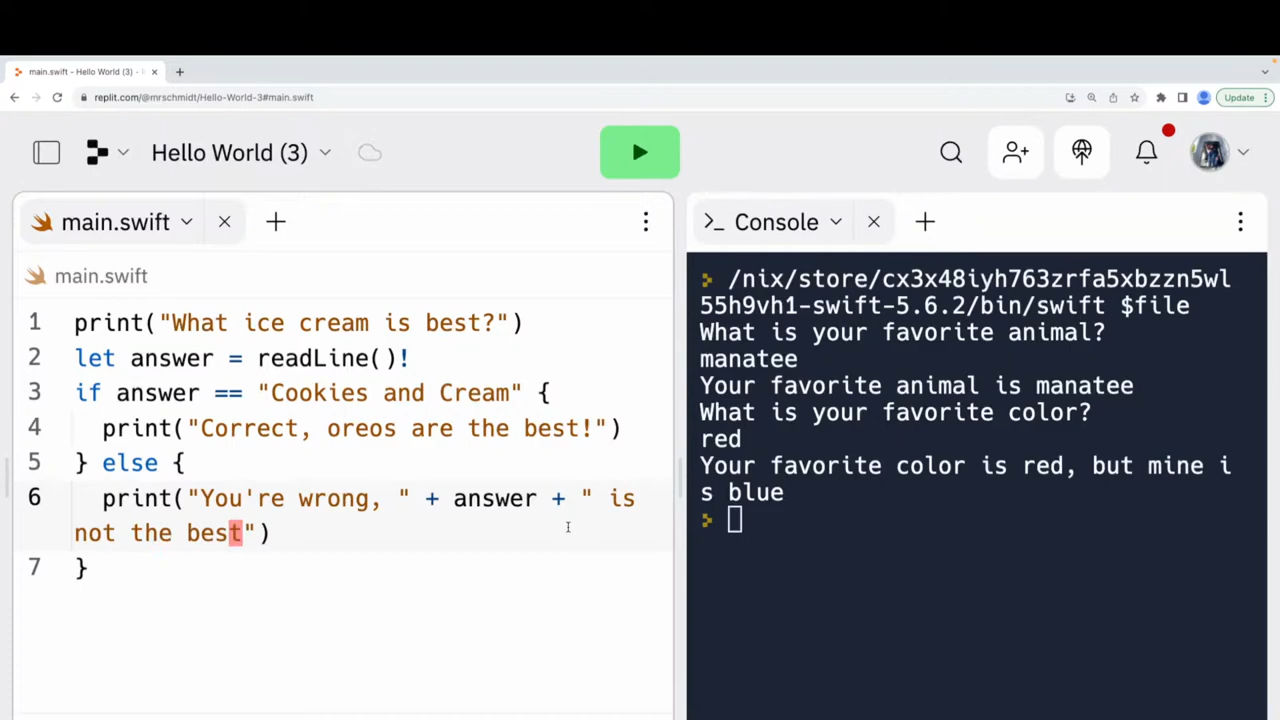 main.swift - Hello World (3) -
replit.com/@mrschmidt/Hello-World-3#main.swift
Update
Hello World (3)
main.swift
Console
main.swift
1 print("What ice cream is best?")
2 let answer = readLine()!
3 if answer == "Cookies and Cream" {
4 print("Correct, oreos are the best!")
5 } else {
6 print("You're wrong, " + answer + " is
not the best")
7 }
/nix/store/cx3x48iyh763zrfa5xbzzn5wl
55h9vh1-swift-5.6.2/bin/swift $file
What is your favorite animal?
manatee
Your favorite animal is manatee
What is your favorite color?
red
Your favorite color is red, but mine i
s blue